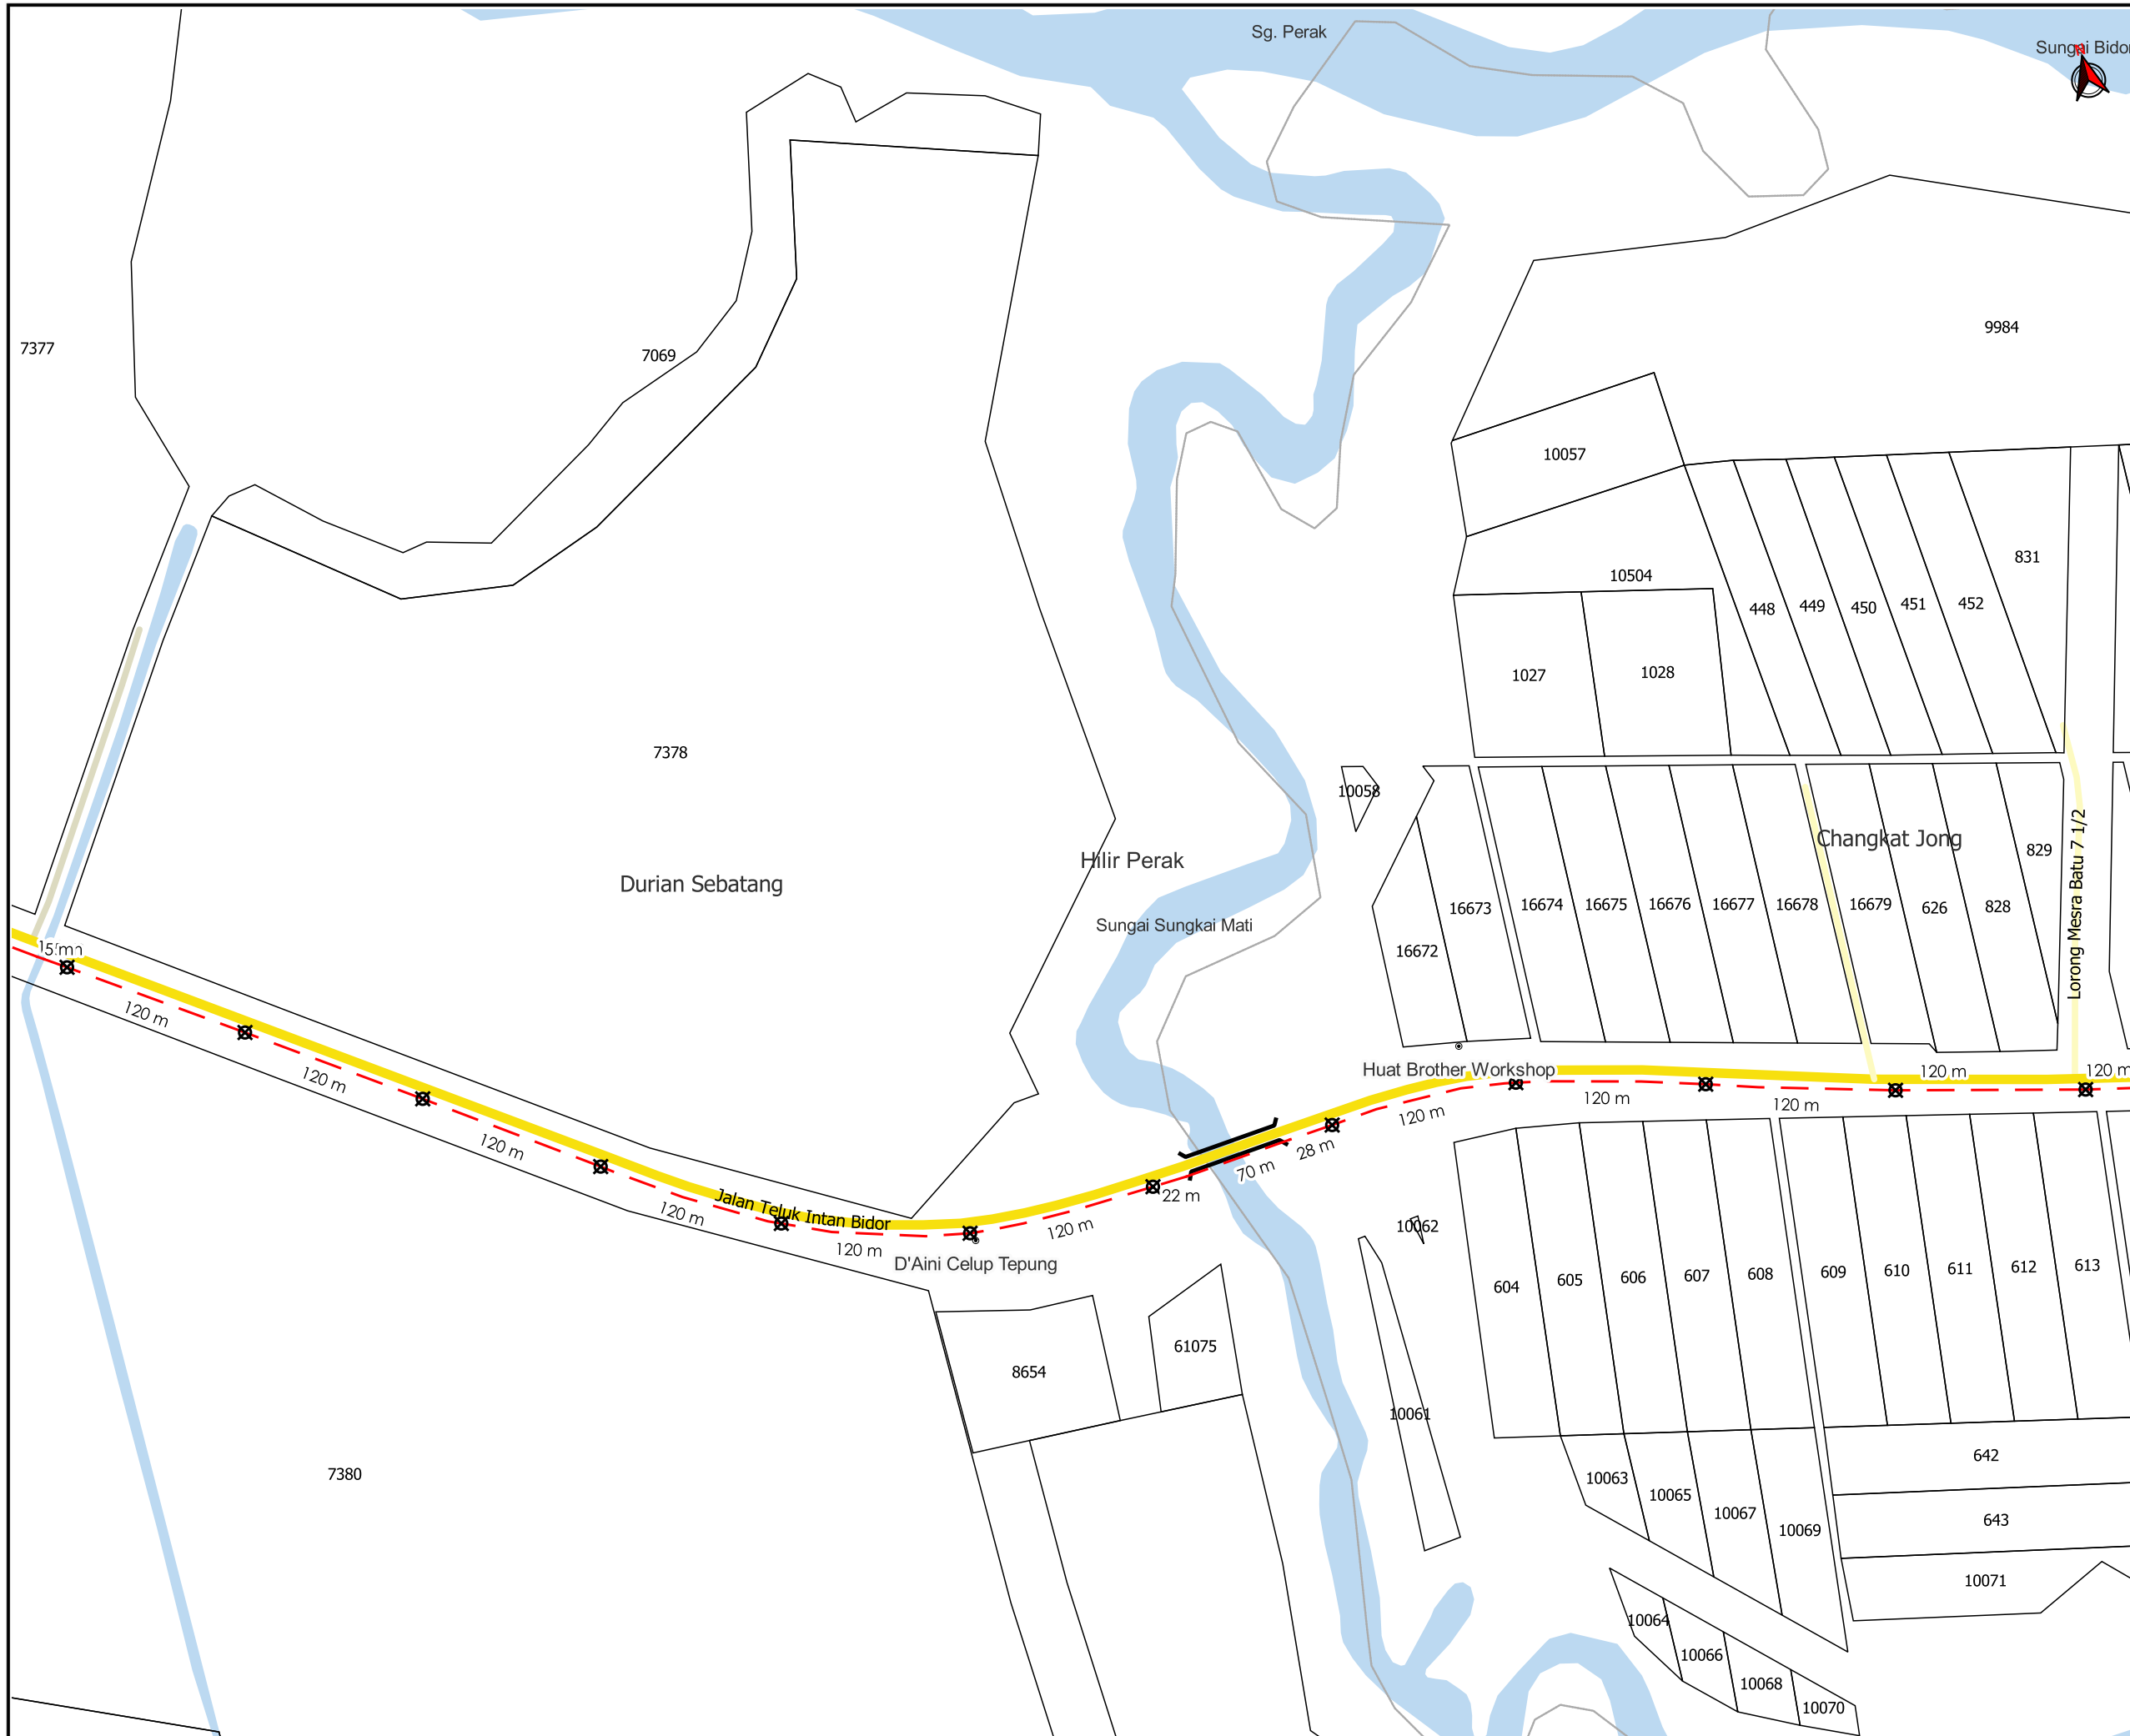 Sg. Perak
Sungai Bidor
7377
7069
9984
10057
831
10504
448
449
450
451
452
1027
1028
7378
10058
Changkat Jong
829
Hilir Perak
Durian Sebatang
Lorong Mesra Batu 7 1/2
16672
16673
16674
16675
16676
16677
16678
16679
626
828
Sungai Sungkai Mati
120 m
120 m
120 m
120 m
120 m
Jalan Teluk Intan Bidor
120 m
D'Aini Celup Tepung
120 m
22 m
70 m
28 m
120 m
Huat Brother Workshop
120 m
120 m
120 m
120 m
10062
604
605
606
607
608
609
610
611
612
613
8654
61075
10061
7380
642
10063
10065
10067
10069
643
10071
10064
10066
10068
10070